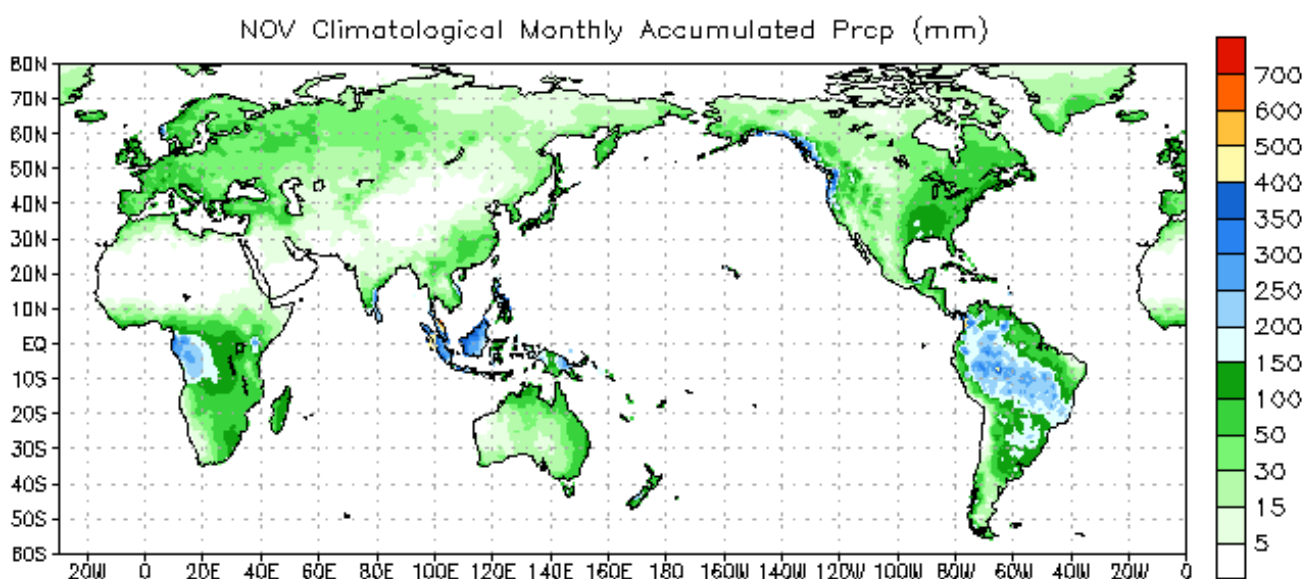 NOV Climatological Monthly Accumulated Prcp (mm)
80N
70N
60N
50N
40N
30N
20N
10N
EQ
10S
20S
30S
40S
50S
60S
20W 0 20E 40E 60E 80E 100E 120E 140E 160E 180 160W 140W 120W 100W 80W 60W 40W 20W 0
700
600
500
400
350
300
250
200
150
100
50
30
15
5